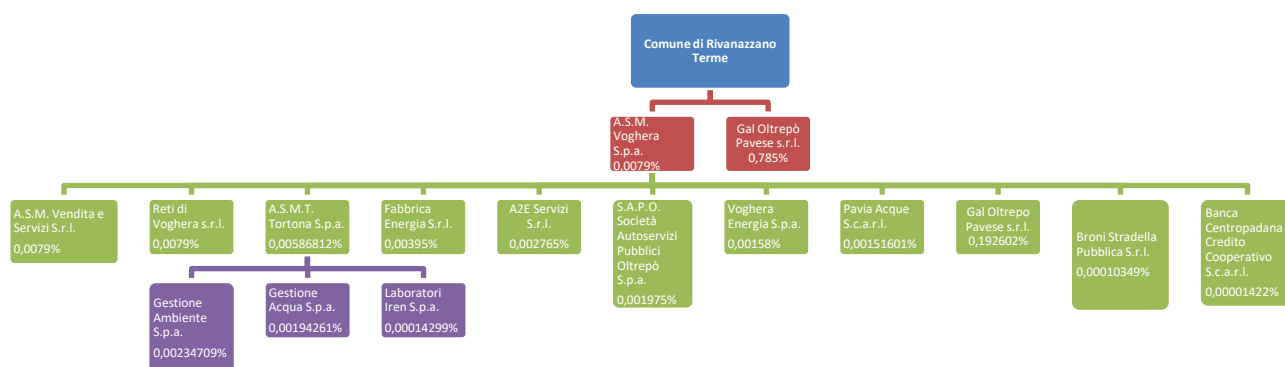 Comune di Rivanazzano
Terme
A.S.M.
Voghera
S.p.a.
0,0079%
Gal Oltrepò
Pavese s.r.l.
0,785%
A.S.M. Vendita e
Servizi S.r.l.
0,0079%
Reti di
Voghera s.r.l.
0,0079%
A.S.M.T.
Tortona S.p.a.
0,00586812%
Fabbrica
Energia S.r.l.
0,00395%
A2E Servizi
S.r.l.
0,002765%
S.A.P.O.
Società
Autoservizi
Pubblici
Oltrepò
S.p.a.
0,001975%
Voghera
Energia S.p.a.
0,00158%
Pavia Acque
S.c.a.r.l.
0,00151601%
Gal Oltrepo
Pavese s.r.l.
0,192602%
Broni Stradella
Pubblica S.r.l.
0,00010349%
Banca
Centropadana
Credito
Cooperativo
S.c.a.r.l.
0,00001422%
Gestione
Ambiente
S.p.a.
0,00234709%
Gestione
Acqua S.p.a.
0,00194261%
Laboratori
Iren S.p.a.
0,00014299%